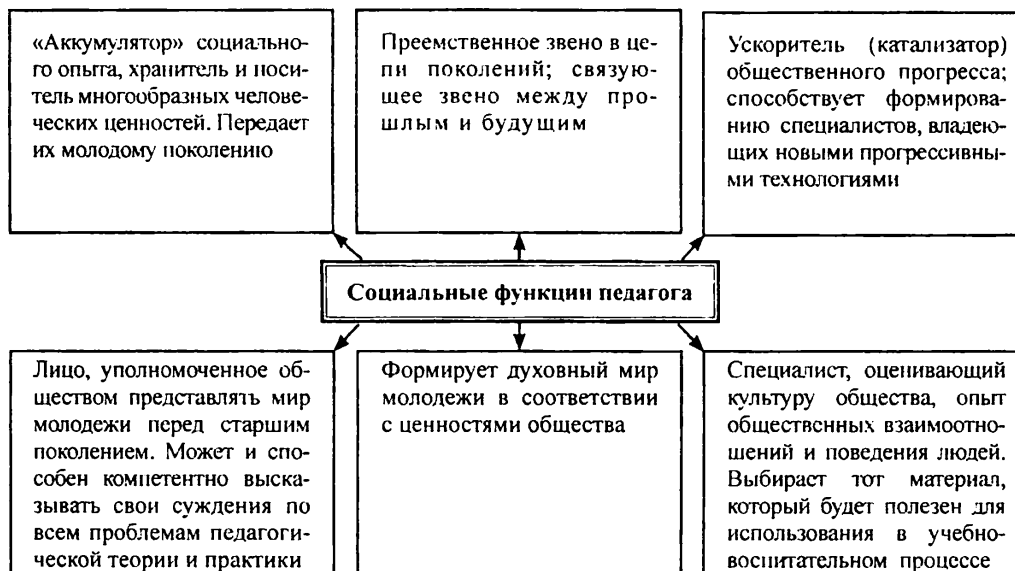 «Аккумулятор» социально-
го опыта, хранитель и носи-
тель многообразных челове-
ческих ценностей. Передает
их молодому поколению
Преемственное звено в це-
пи поколений; связую-
щее звено между про-
шлым и будущим
Ускоритель (катализатор)
общественного прогресса;
способствует формирова-
нию специалистов, владею-
щих новыми прогрессивны-
ми технологиями
Социальные функции педагога
Лицо, уполномоченное об-
ществом представлять мир
молодежи перед старшим
поколением. Может и спо-
собен компетентно выска-
зывать свои суждения по
всем проблемам педагоги-
ческой теории и практики
Формирует духовный мир
молодежи в соответствии
с ценностями общества
Специалист, оценивающий
культуру общества, опыт
общественных взаимоотно-
шений и поведения людей.
Выбирает тот материал,
который будет полезен для
использования в учебно-
воспитательном процессе